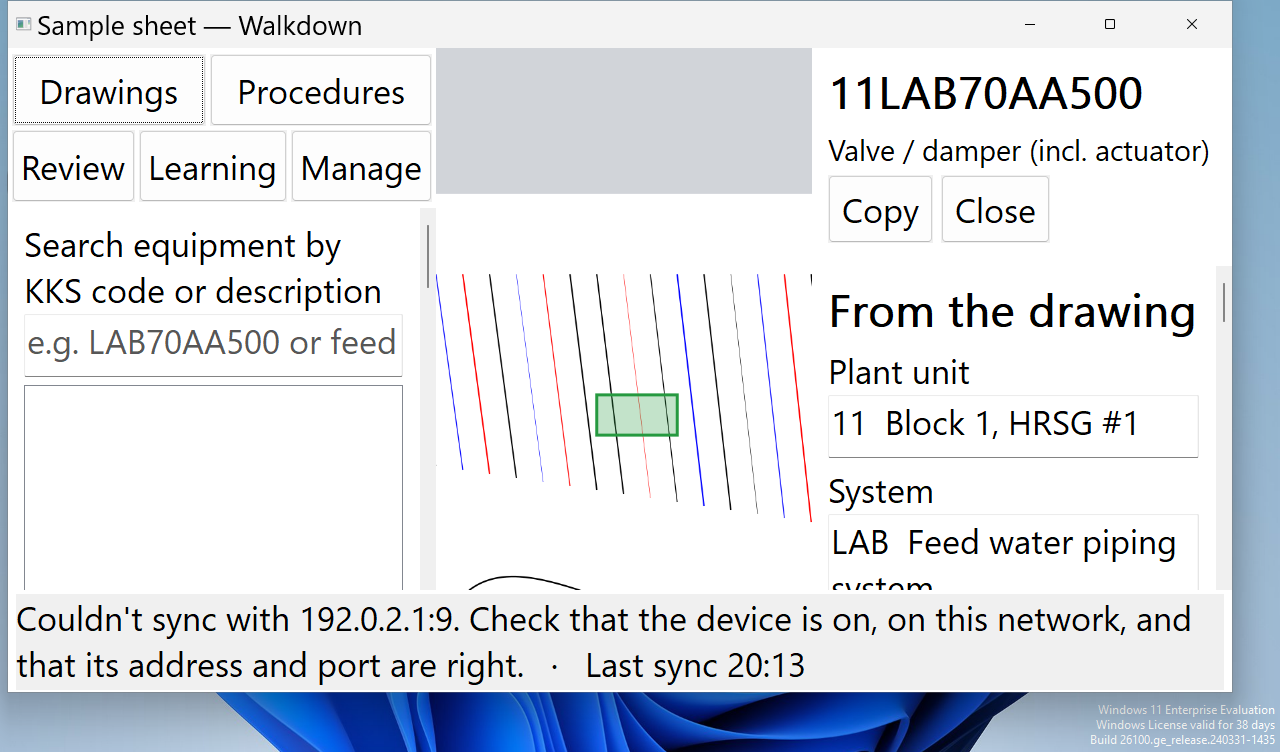 Sample sheet — Walkdown
Drawings
Procedures
Review
Learning
Manage
Search equipment by
KKS code or description
e.g. LAB70AA500 or feed
11LAB70AA500
Valve / damper (incl. actuator)
Copy
Close
From the drawing
Plant unit
11 Block 1, HRSG #1
System
LAB Feed water piping
system
Couldn't sync with 192.0.2.1:9. Check that the device is on, on this network, and
that its address and port are right. · Last sync 20:13
Windows 11 Enterprise Evaluation
Windows License valid for 38 days
Build 26100.ge_release.240331-1435